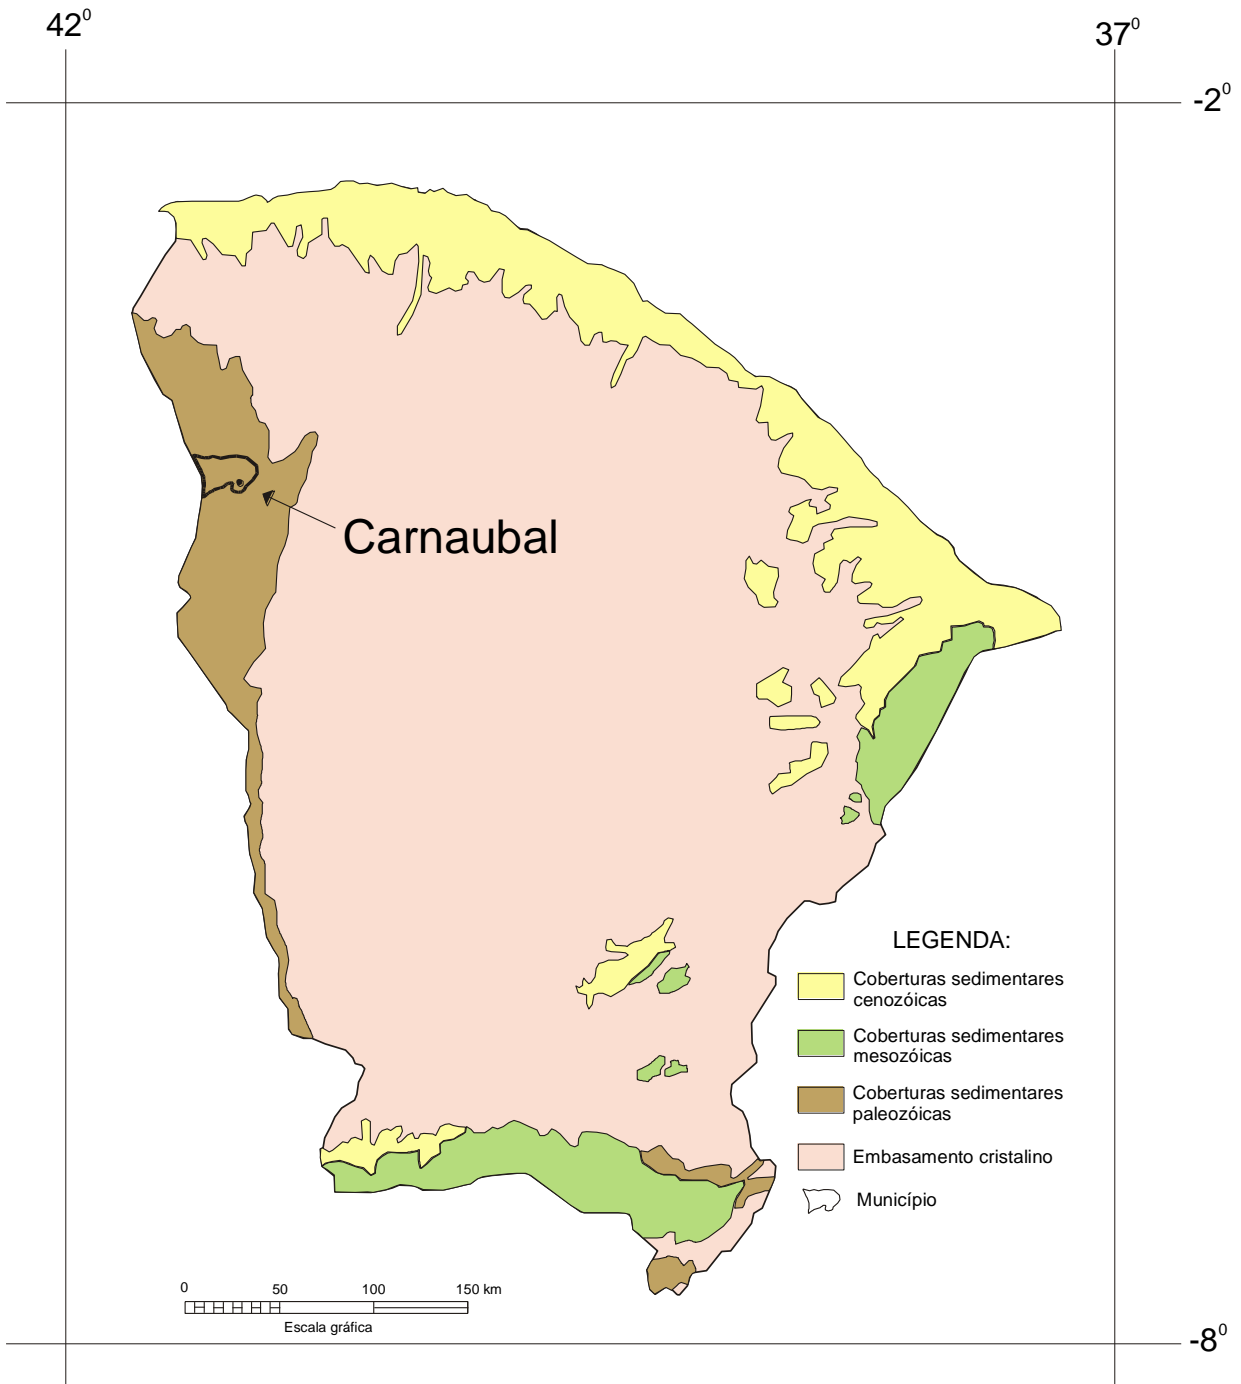 42⁰
37⁰
-2⁰
Carnaubal
LEGENDA:
Coberturas sedimentares
cenozóicas
Coberturas sedimentares
mesozóicas
Coberturas sedimentares
paleozóicas
Embasamento cristalino
Município
0 50 100 150 km
Escala gráfica
-8⁰